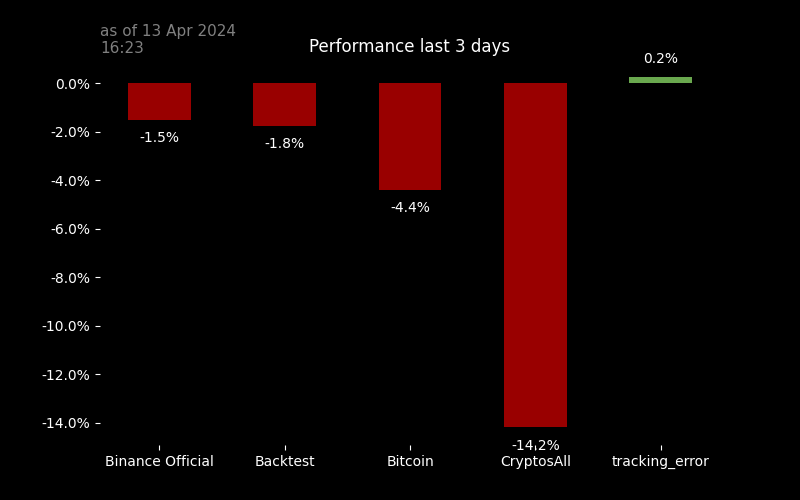 as of 13 Apr 2024
16:23
Performance last 3 days
0.2%
0.0%
-2.0%
-4.0%
-6.0%
-8.0%
-10.0%
-12.0%
-14.0%
-1.5%
-1.8%
-4.4%
-14.2%
Binance Official
Backtest
Bitcoin
CryptosAll
tracking_error